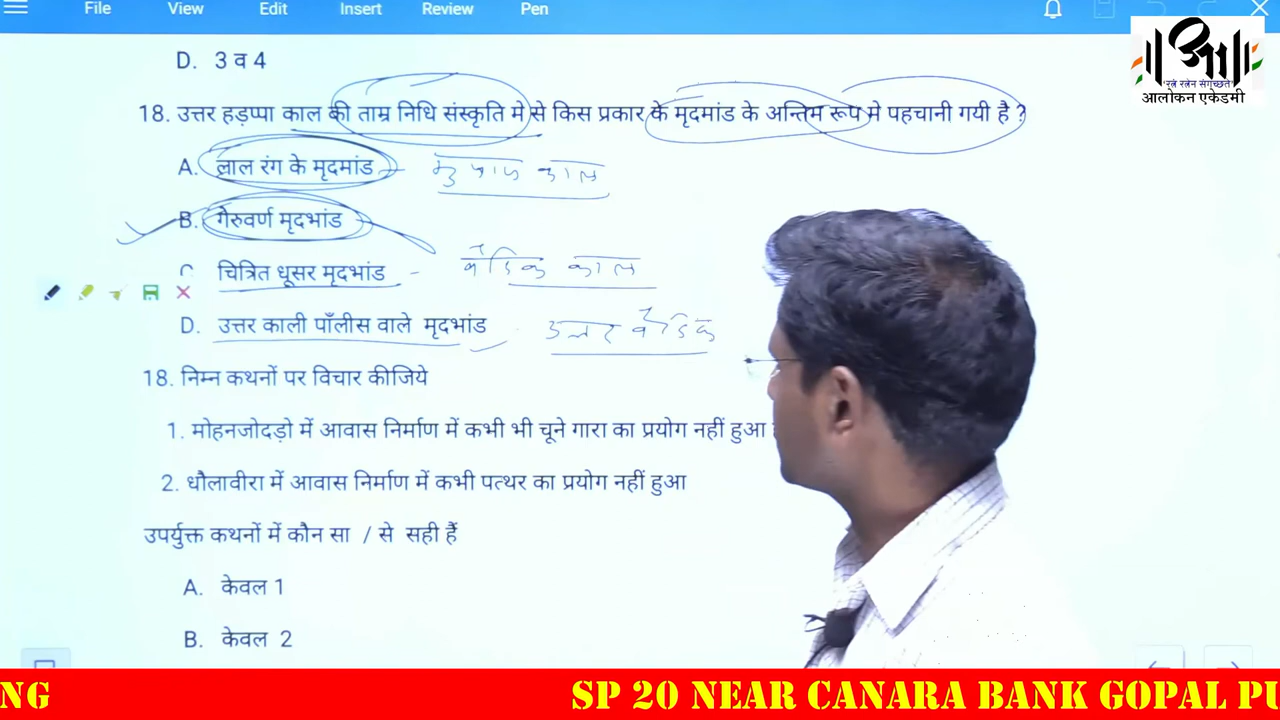 File View Edit Insert Review Pen
D. 3 व 4
18. उत्तर हड़प्पा काल की ताम्र निधि संस्कृति मे से किस प्रकार के मृदमांड के अन्तिम रूप मे पहचानी गयी है ?
A. लाल रंग के मृदमांड
काल
B. गेरुवर्ण मृदभांड
C चित्रित धूसर मृदभांड - वैदिक काल
D. उत्तर काली पॉलीस वाले मृदभांड - उत्तर वैदिक
18. निम्न कथनों पर विचार कीजिये
1. मोहनजोदड़ो में आवास निर्माण में कभी भी चूने गारा का प्रयोग नहीं हुआ
2. धौलावीरा में आवास निर्माण में कभी पत्थर का प्रयोग नहीं हुआ
उपर्युक्त कथनों में कौन सा / से सही हैं
A. केवल 1
B. केवल 2
आलोकन एकेडमी
NG SP 20 NEAR CANARA BANK GOPAL PU